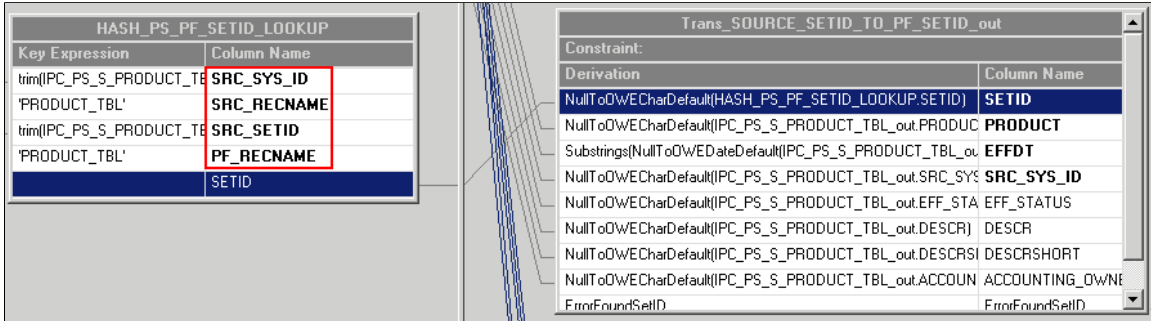 HASH_PS_PF_SETID_LOOKUP
Key Expression Column Name
trim(IPC_PS_S_PRODUCT_TE SRC_SYS_ID
'PRODUCT_TBL' SRC_RECNAME
trim(IPC_PS_S_PRODUCT_TE SRC_SETID
'PRODUCT_TBL' PF_RECNAME
SETID
Trans_SOURCE_SETID_TO_PF_SETID_out
Constraint:
Derivation Column Name
NullToOWECharDefault(HASH_PS_PF_SETID_LOOKUP.SETID) SETID
NullToOWECharDefault(IPC_PS_S_PRODUCT_TBL_out.PRODUC PRODUCT
Substrings(NullToOWEDateDefault(IPC_PS_S_PRODUCT_TBL_ou EFFDT
NullToOWECharDefault(IPC_PS_S_PRODUCT_TBL_out.SRC_SYS SRC_SYS_ID
NullToOWECharDefault(IPC_PS_S_PRODUCT_TBL_out.EFF_STA EFF_STATUS
NullToOWECharDefault(IPC_PS_S_PRODUCT_TBL_out.DESCR) DESCR
NullToOWECharDefault(IPC_PS_S_PRODUCT_TBL_out.DESCRSI DESCRSHORT
NullToOWECharDefault(IPC_PS_S_PRODUCT_TBL_out.ACCOUN ACCOUNTING_OWNE
ErrorFoundSetID ErrorFoundSetID